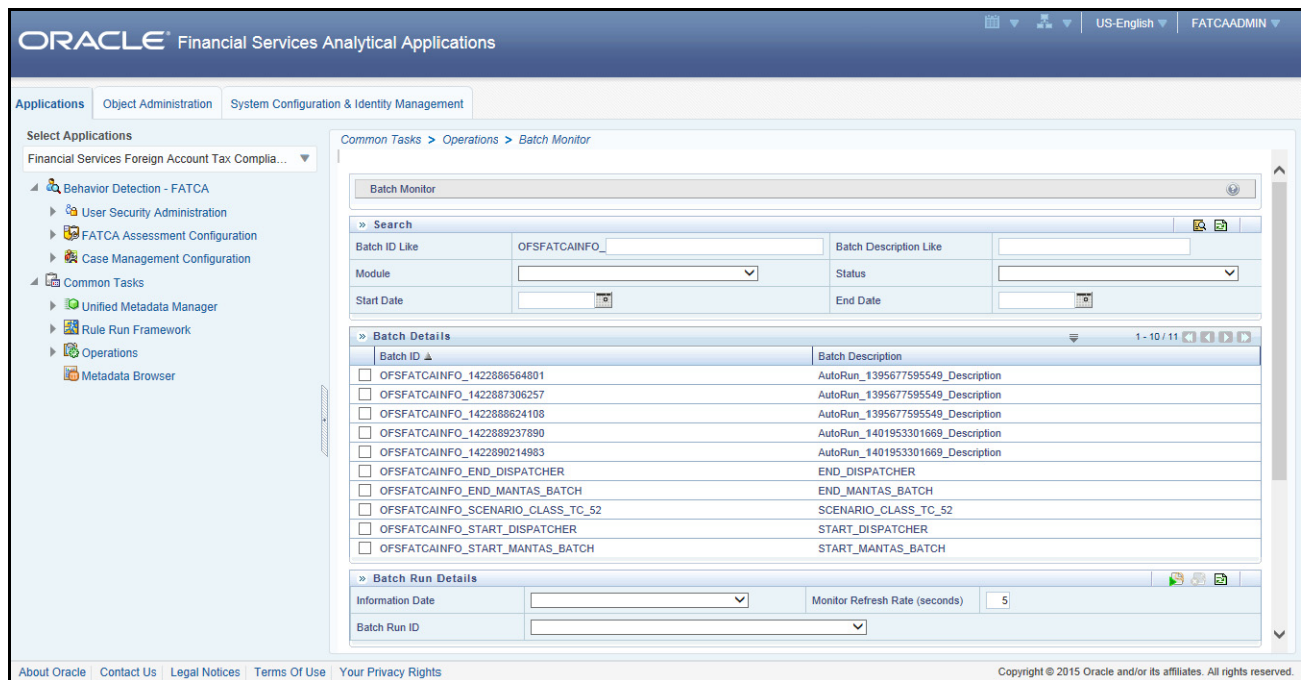 US-English FATCAADMIN
ORACLE® Financial Services Analytical Applications
Applications Object Administration System Configuration & Identity Management
Select Applications
Financial Services Foreign Account Tax Complia...
Behavior Detection - FATCA
User Security Administration
FATCA Assessment Configuration
Case Management Configuration
Common Tasks
Unified Metadata Manager
Rule Run Framework
Operations
Metadata Browser
Common Tasks > Operations > Batch Monitor
Batch Monitor
» Search
Batch ID Like OFSFATCAINFO_ Batch Description Like
Module Status
Start Date End Date
» Batch Details 1 - 10 / 11
Batch ID Batch Description
OFSFATCAINFO_1422886564801 AutoRun_1395677595549_Description
OFSFATCAINFO_1422887306257 AutoRun_1395677595549_Description
OFSFATCAINFO_1422888624108 AutoRun_1395677595549_Description
OFSFATCAINFO_1422889237890 AutoRun_1401953301669_Description
OFSFATCAINFO_1422890214983 AutoRun_1401953301669_Description
OFSFATCAINFO_END_DISPATCHER END_DISPATCHER
OFSFATCAINFO_END_MANTAS_BATCH END_MANTAS_BATCH
OFSFATCAINFO_SCENARIO_CLASS_TC_52 SCENARIO_CLASS_TC_52
OFSFATCAINFO_START_DISPATCHER START_DISPATCHER
OFSFATCAINFO_START_MANTAS_BATCH START_MANTAS_BATCH
» Batch Run Details
Information Date Monitor Refresh Rate (seconds) 5
Batch Run ID
About Oracle Contact Us Legal Notices Terms Of Use Your Privacy Rights Copyright © 2015 Oracle and/or its affiliates. All rights reserved.